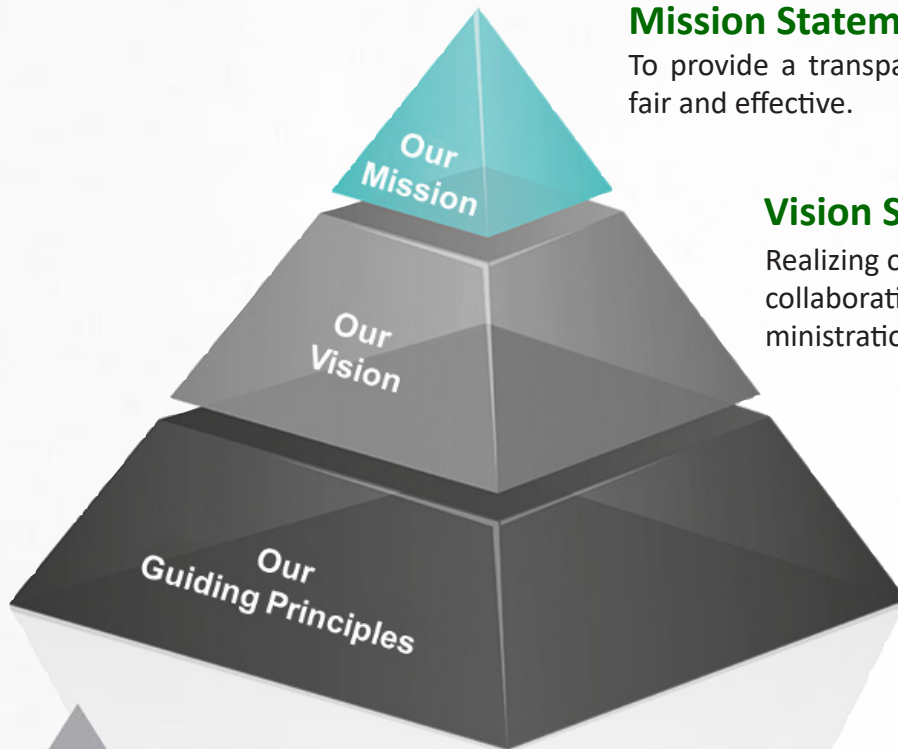 Mission Statem
To provide a transpa
fair and effective.
Our
Mission
Vision S
Realizing o
collaborati
ministratio
Our
Vision
Our
Guiding Principles